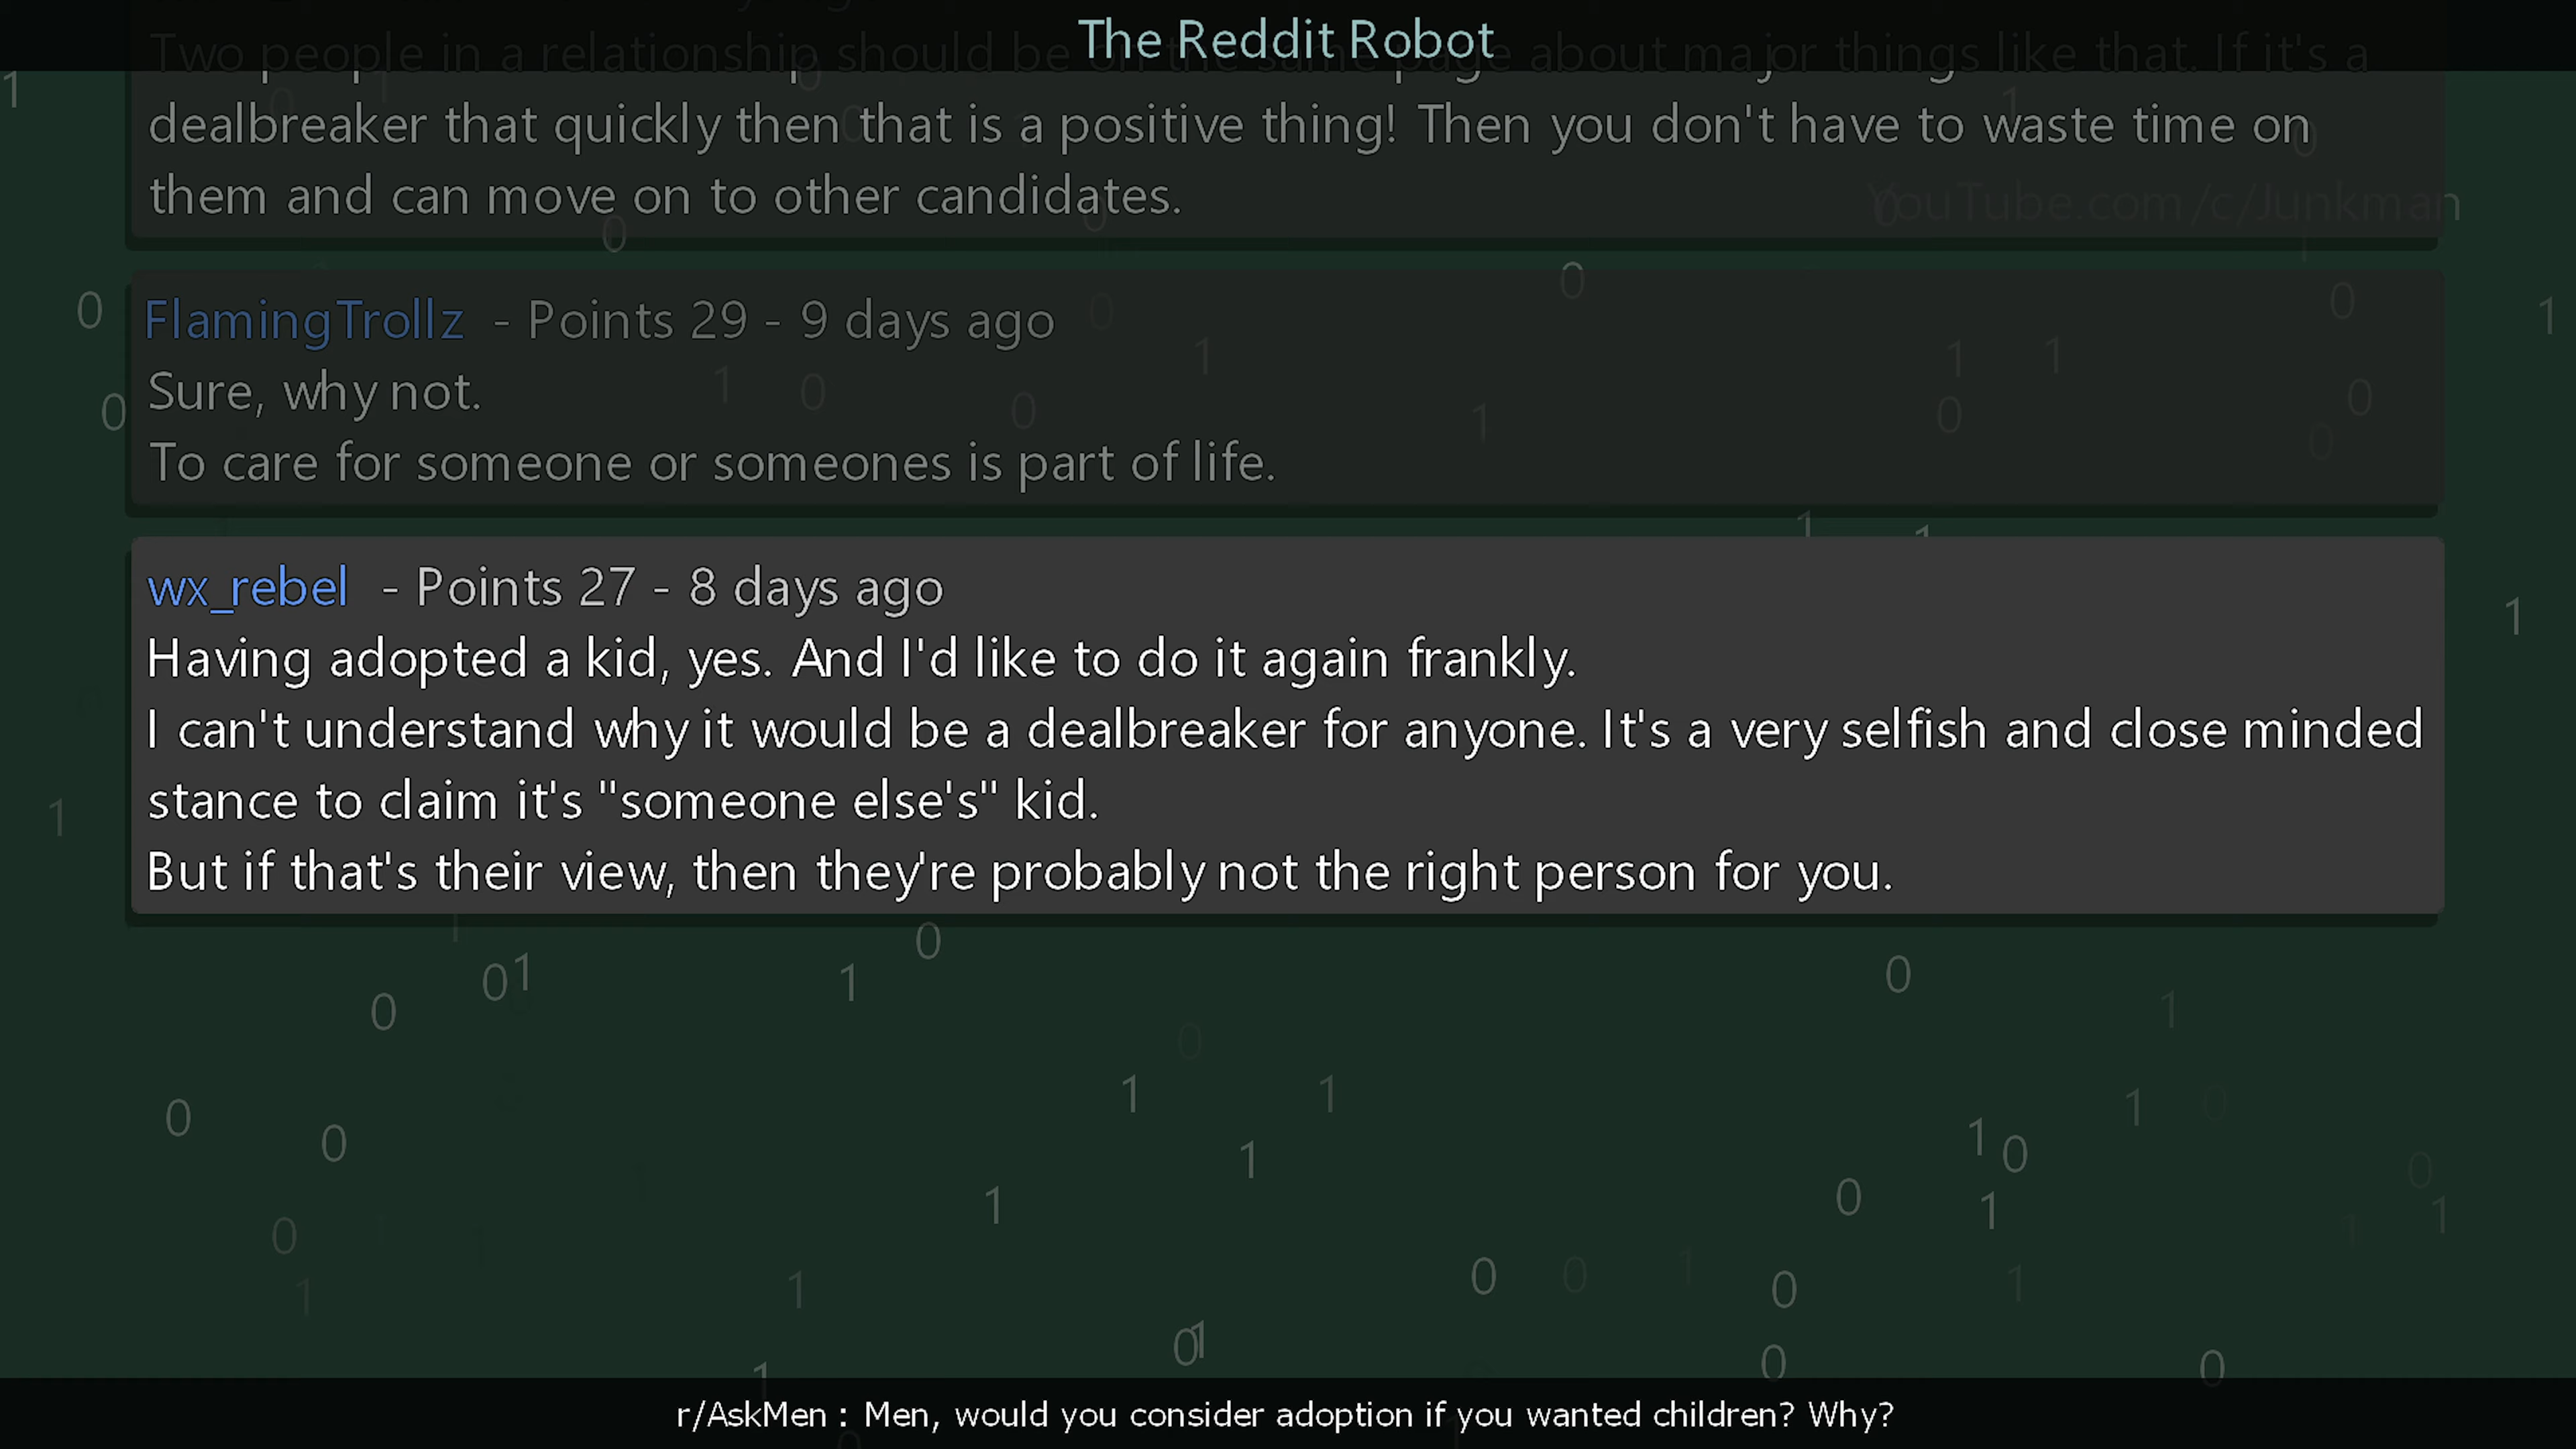 The Reddit Robot
Two people in a relationship should be on the same page about major things like that. If it's a
dealbreaker that quickly then that is a positive thing! Then you don't have to waste time on
them and can move on to other candidates.
YouTube.com/c/Junkman
FlamingTrollz - Points 29 - 9 days ago
Sure, why not.
To care for someone or someones is part of life.
wx_rebel - Points 27 - 8 days ago
Having adopted a kid, yes. And I'd like to do it again frankly.
I can't understand why it would be a dealbreaker for anyone. It's a very selfish and close minded
stance to claim it's "someone else's" kid.
But if that's their view, then they're probably not the right person for you.
r/AskMen : Men, would you consider adoption if you wanted children? Why?